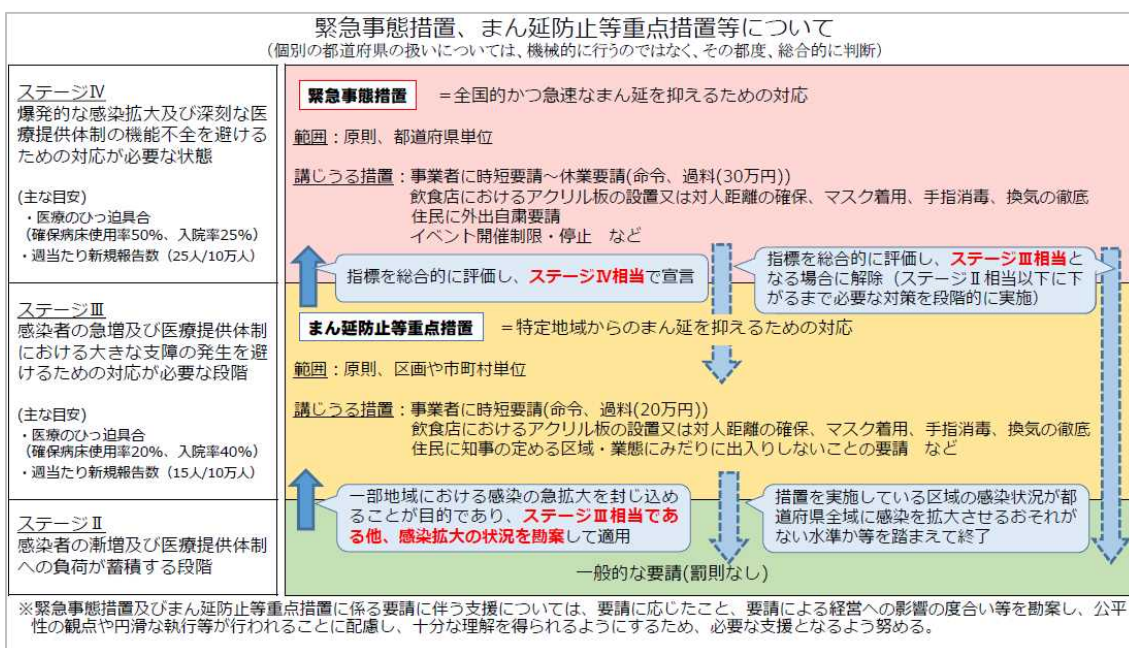 緊急事態措置、まん延防止等重点措置等について
（個別の都道府県の扱いについては、機械的に行うのではなく、その都度、総合的に判断）
ステージⅣ
爆発的な感染拡大及び深刻な医
療提供体制の機能不全を避ける
ための対応が必要な状態
(主な目安)
・医療のひっ迫具合
（確保病床使用率50%、入院率25%）
・週当たり新規報告数（25人/10万人）
緊急事態措置 ＝全国的かつ急速なまん延を抑えるための対応
範囲：原則、都道府県単位
講じうる措置：事業者に時短要請～休業要請(命令、過料(30万円))
飲食店におけるアクリル板の設置又は対人距離の確保、マスク着用、手指消毒、換気の徹底
住民に外出自粛要請
イベント開催制限・停止　など
指標を総合的に評価し、ステージⅣ相当で宣言
指標を総合的に評価し、ステージⅢ相当と
なる場合に解除（ステージⅡ相当以下に下
がるまで必要な対策を段階的に実施）
ステージⅢ
感染者の急増及び医療提供体制
における大きな支障の発生を避
けるための対応が必要な段階
(主な目安)
・医療のひっ迫具合
（確保病床使用率20%、入院率40%）
・週当たり新規報告数（15人/10万人）
まん延防止等重点措置 ＝特定地域からのまん延を抑えるための対応
範囲：原則、区画や市町村単位
講じうる措置：事業者に時短要請(命令、過料(20万円))
飲食店におけるアクリル板の設置又は対人距離の確保、マスク着用、手指消毒、換気の徹底
住民に知事の定める区域・業態にみだりに出入りしないことの要請　など
一部地域における感染の急拡大を封じ込め
ることが目的であり、ステージⅢ相当であ
る他、感染拡大の状況を勘案して適用
措置を実施している区域の感染状況が都
道府県全域に感染を拡大させるおそれが
ない水準か等を踏まえて終了
ステージⅡ
感染者の漸増及び医療提供体制
への負荷が蓄積する段階
一般的な要請(罰則なし)
※緊急事態措置及びまん延防止等重点措置に係る要請に伴う支援については、要請に応じたこと、要請による経営への影響の度合い等を勘案し、公平
性の観点や円滑な執行等が行われることに配慮し、十分な理解を得られるようにするため、必要な支援となるよう努める。